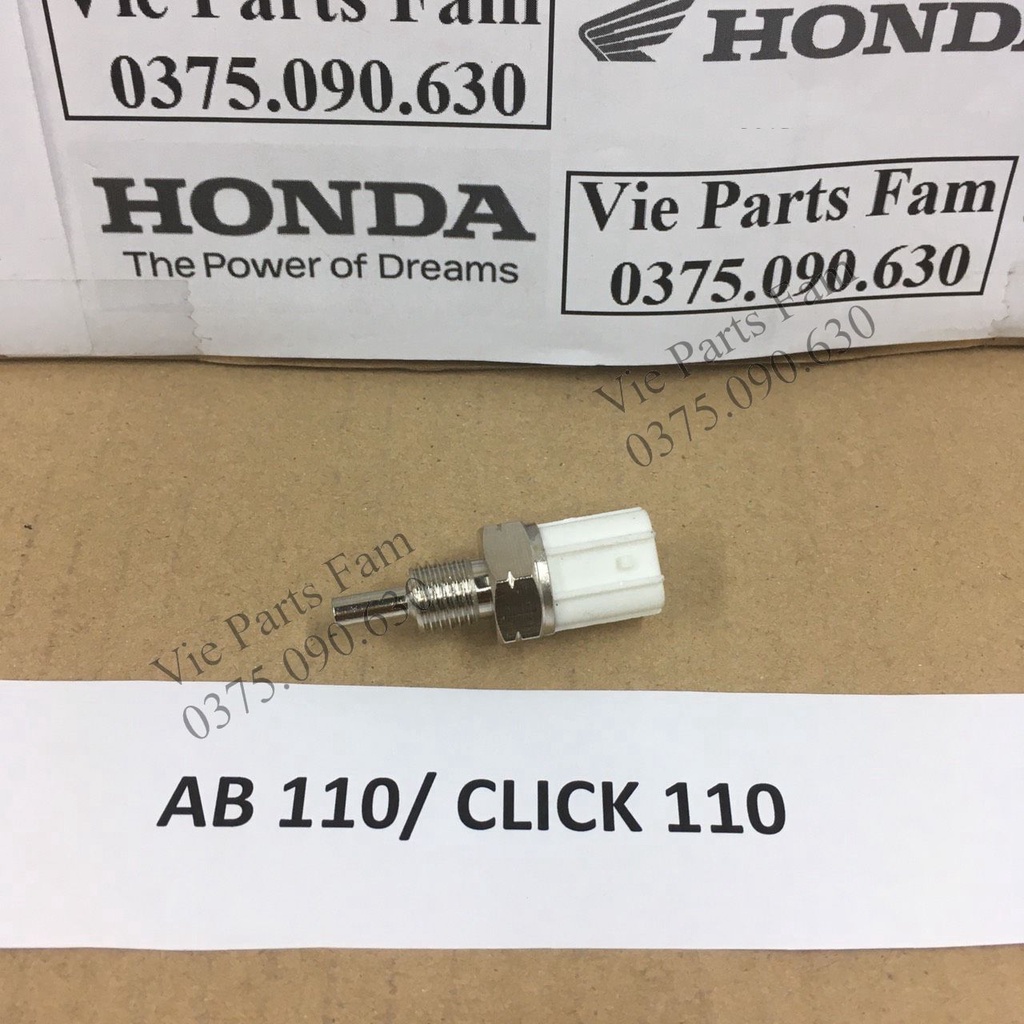 Vie Parts Fam
0375.090.630
HONDA
HONDA
The Power of Dreams
Vie Parts Fam
0375.090.630
Vie Parts Fam
0375.090.630
Vie Parts Fam
0375.090.630
AB 110/ CLICK 110